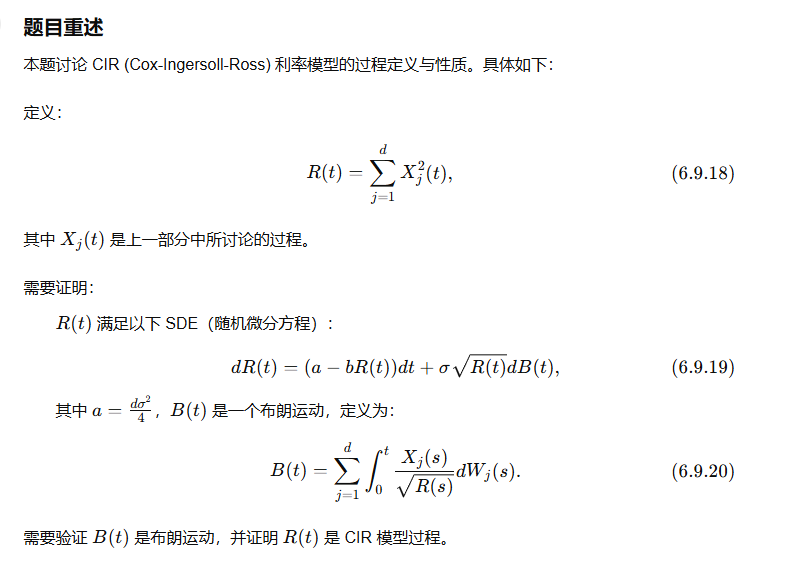 题目重述
本题讨论 CIR (Cox-Ingersoll-Ross) 利率模型的过程定义与性质。具体如下：
定义：
R(t) = \sum_{j=1}^{d} X_j^2(t), (6.9.18)
其中 X_j(t) 是上一部分中所讨论的过程。
需要证明：
R(t) 满足以下 SDE（随机微分方程）：
dR(t) = (a − bR(t))dt + σ\sqrt{R(t)}dB(t), (6.9.19)
其中 a = \frac{dσ^2}{4}，B(t) 是一个布朗运动，定义为：
B(t) = \sum_{j=1}^{d} \int_0^t \frac{X_j(s)}{\sqrt{R(s)}} dW_j(s). (6.9.20)
需要验证 B(t) 是布朗运动，并证明 R(t) 是 CIR 模型过程。